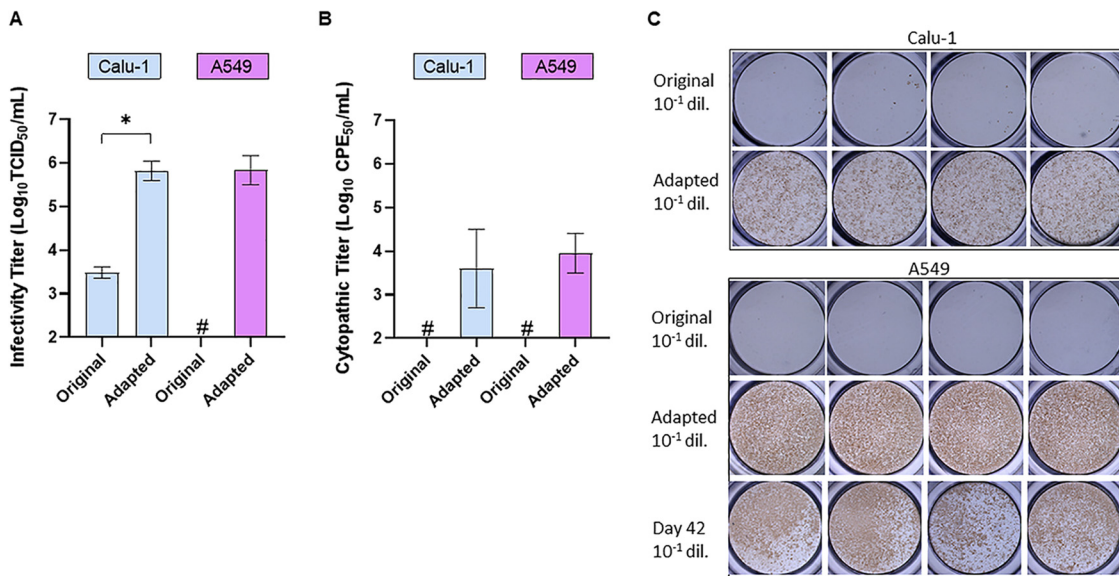 A
Calu-1 A549
Infectivity Titer (Log₁₀ TCID₅₀/mL)
7
6
5
4
3
2
*
#
Original Adapted Original Adapted
B
Calu-1 A549
Cytopathic Titer (Log₁₀ CPE₅₀/mL)
7
6
5
4
3
2
# #
Original Adapted Original Adapted
C
Calu-1
Original
10⁻¹ dil.
Adapted
10⁻¹ dil.
A549
Original
10⁻¹ dil.
Adapted
10⁻¹ dil.
Day 42
10⁻¹ dil.